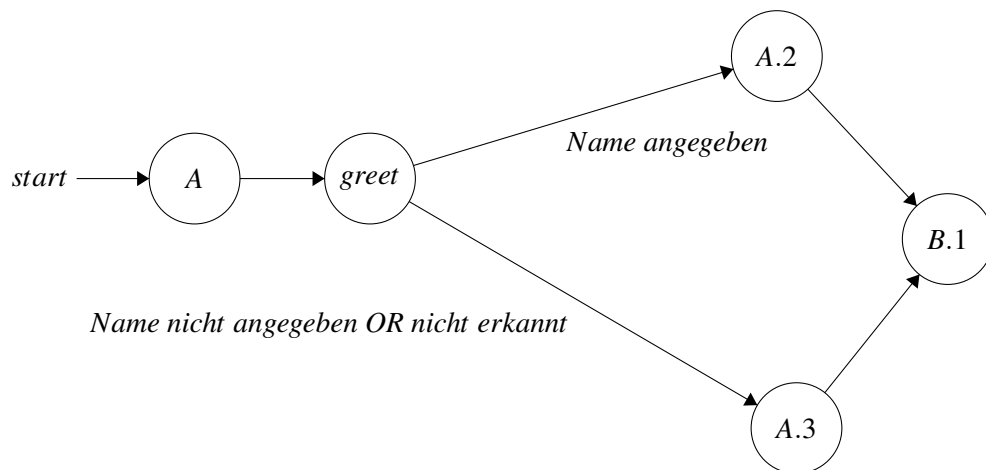 A.2
Name angegeben
start
A
greet
B.1
Name nicht angegeben OR nicht erkannt
A.3